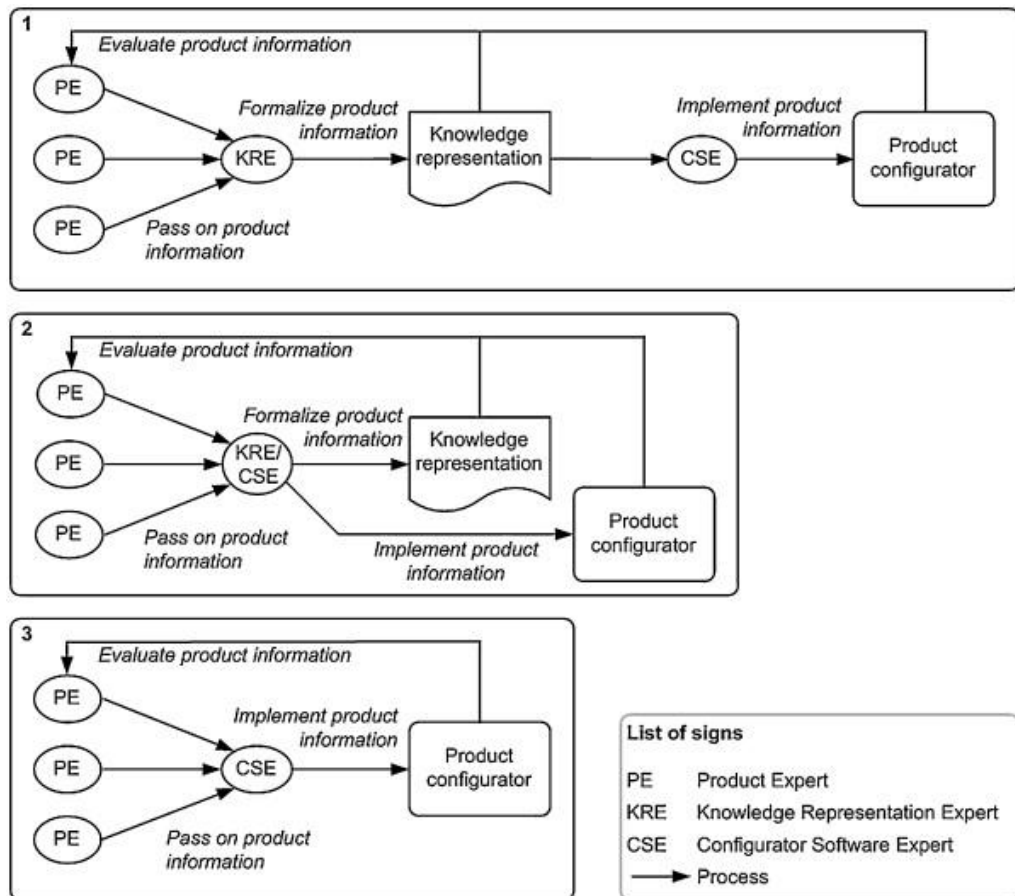 1
Evaluate product information
PE
PE
PE
Pass on product
information
KRE
Formalize product
information
Knowledge
representation
CSE
Implement product
information
Product
configurator
2
Evaluate product information
PE
PE
PE
Pass on product
information
KRE/
CSE
Formalize product
information
Knowledge
representation
Implement product
information
Product
configurator
3
Evaluate product information
PE
PE
PE
Pass on product
information
CSE
Implement product
information
Product
configurator
List of signs
PE Product Expert
KRE Knowledge Representation Expert
CSE Configurator Software Expert
Process